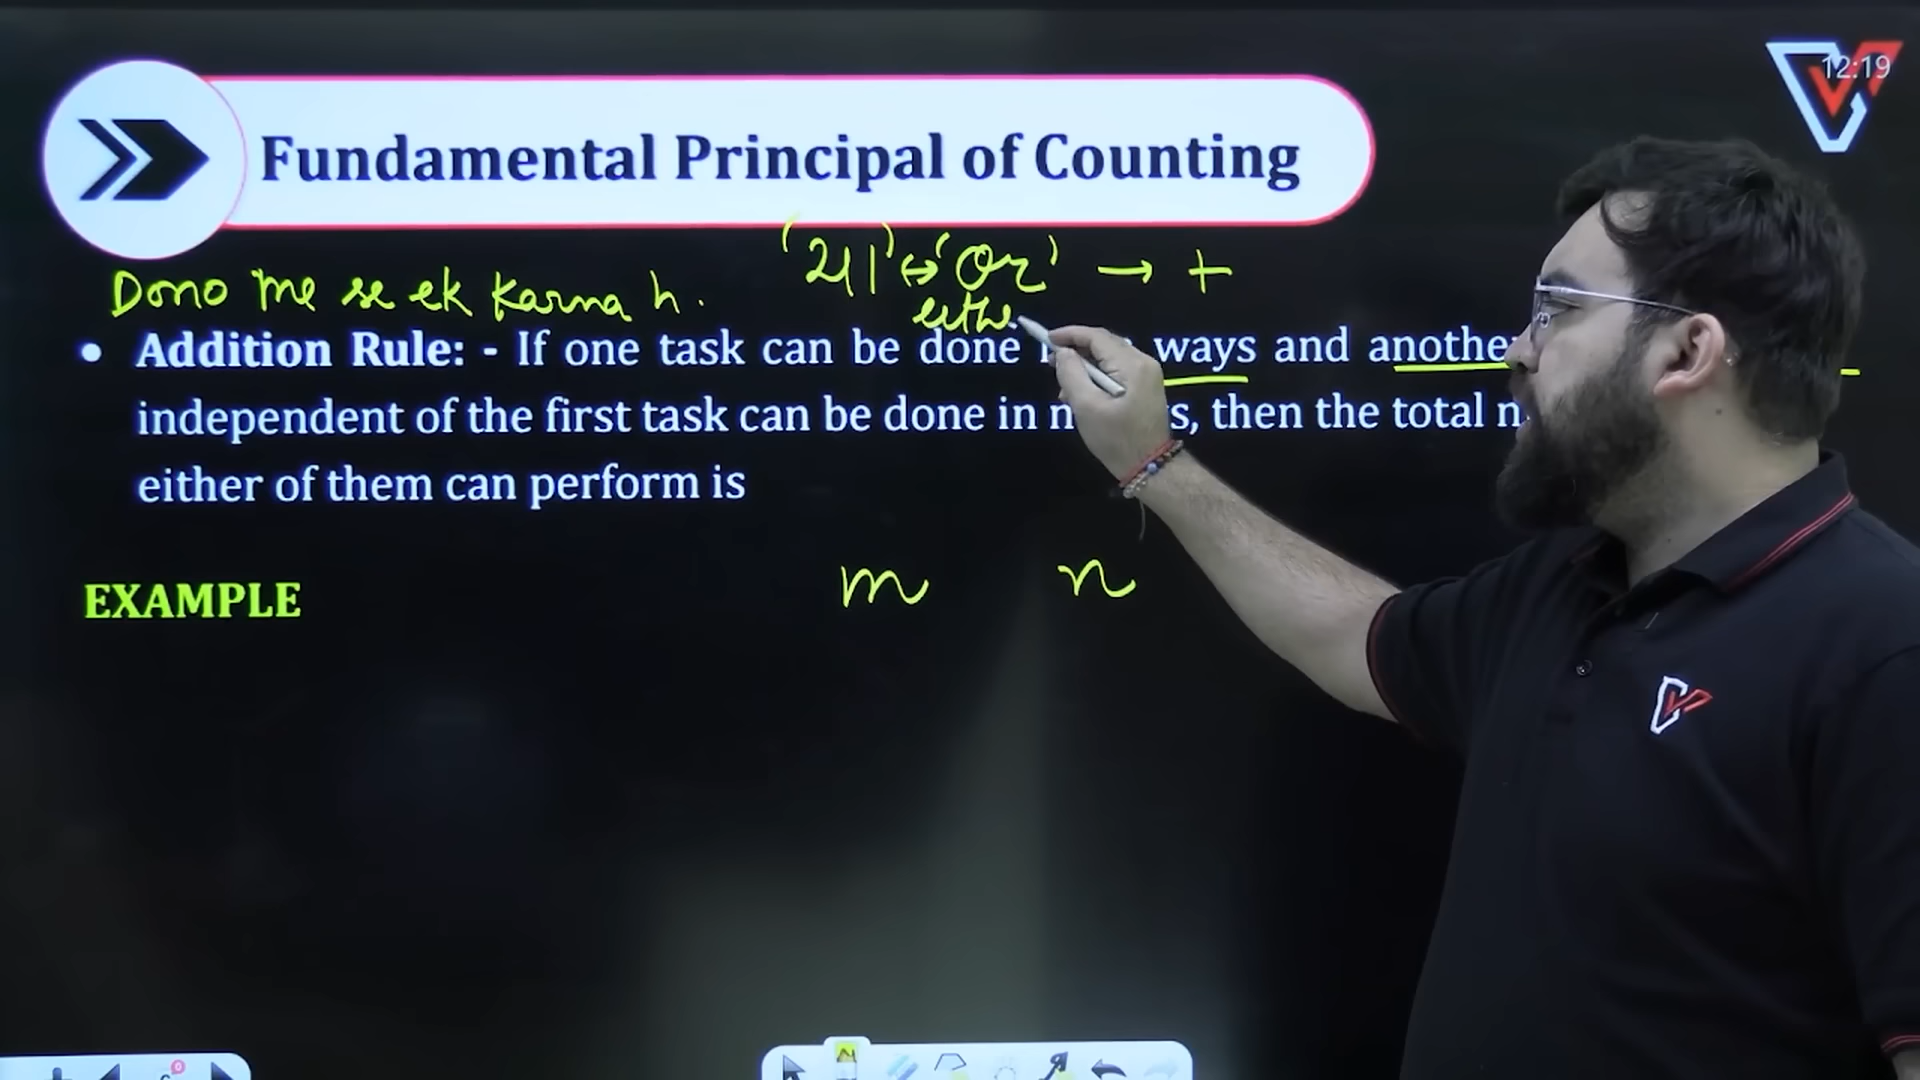 12:19
Fundamental Principal of Counting
'या' ↔ 'Or' → +
Dono me se ek karna h.
eithe
• Addition Rule: - If one task can be done ways and another
independent of the first task can be done in then the total
either of them can perform is
m n
EXAMPLE